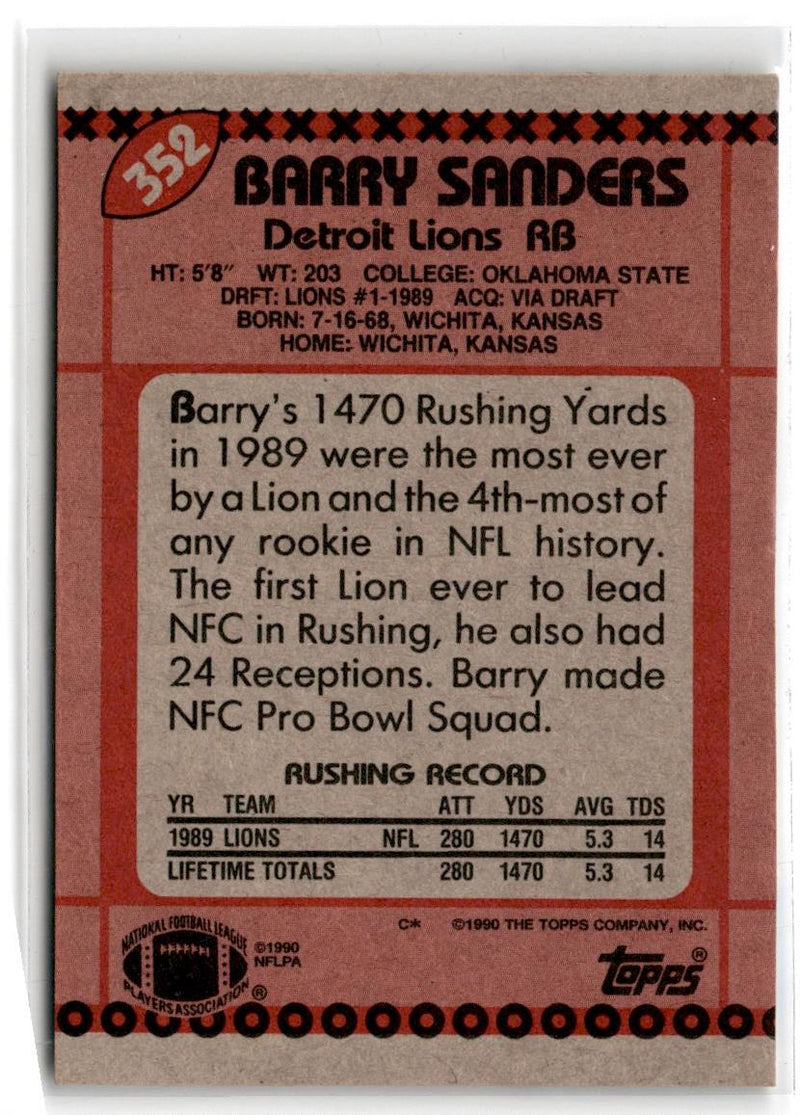 352
BARRY SANDERS
Detroit Lions RB
HT: 5'8" WT: 203 COLLEGE: OKLAHOMA STATE
DRFT: LIONS #1-1989 ACQ: VIA DRAFT
BORN: 7-16-68, WICHITA, KANSAS
HOME: WICHITA, KANSAS
Barry's 1470 Rushing Yards
in 1989 were the most ever
by a Lion and the 4th-most of
any rookie in NFL history.
The first Lion ever to lead
NFC in Rushing, he also had
24 Receptions. Barry made
NFC Pro Bowl Squad.
RUSHING RECORD
YR TEAM ATT YDS AVG TDS
1989 LIONS NFL 280 1470 5.3 14
LIFETIME TOTALS 280 1470 5.3 14
C* ©1990 THE TOPPS COMPANY, INC.
NATIONAL FOOTBALL LEAGUE
PLAYERS ASSOCIATION ®
©1990
NFLPA
topps®